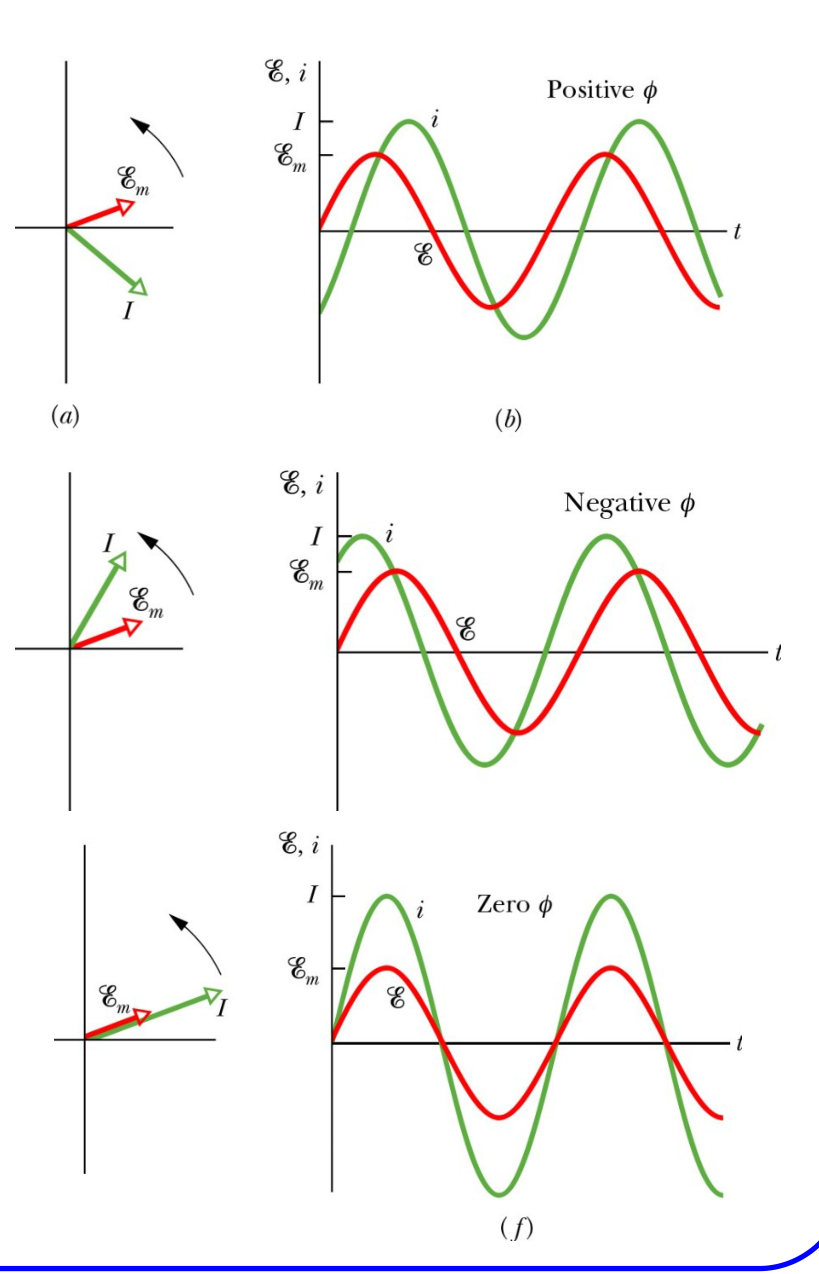 ℰ, i
Positive ϕ
I
i
ℰm
ℰm
t
ℰ
I
(a)
(b)
ℰ, i
Negative ϕ
I
i
I
ℰm
ℰm
ℰ
t
ℰ, i
I
i
Zero ϕ
ℰm
ℰm
ℰ
I
t
(f)